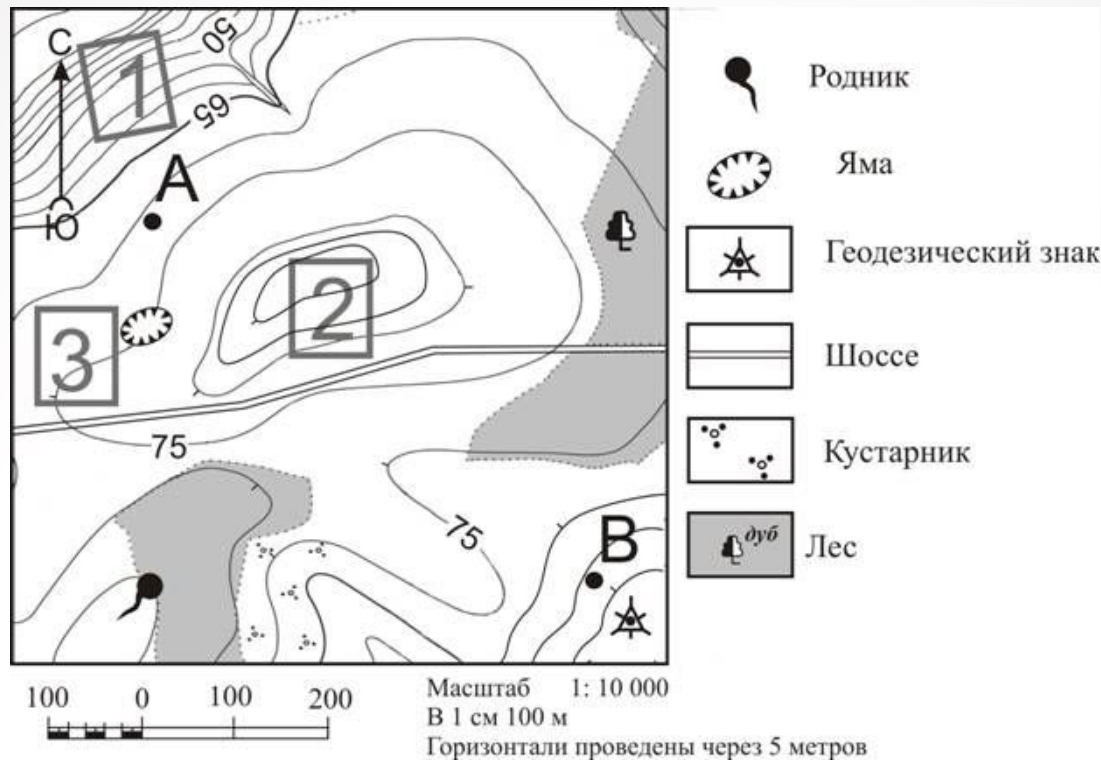 С
1
50
65
А
Ю
2
3
75
75
В
Родник
Яма
Геодезический знак
Шоссе
Кустарник
дуб
Лес
100 0 100 200
Масштаб 1: 10 000
В 1 см 100 м
Горизонтали проведены через 5 метров